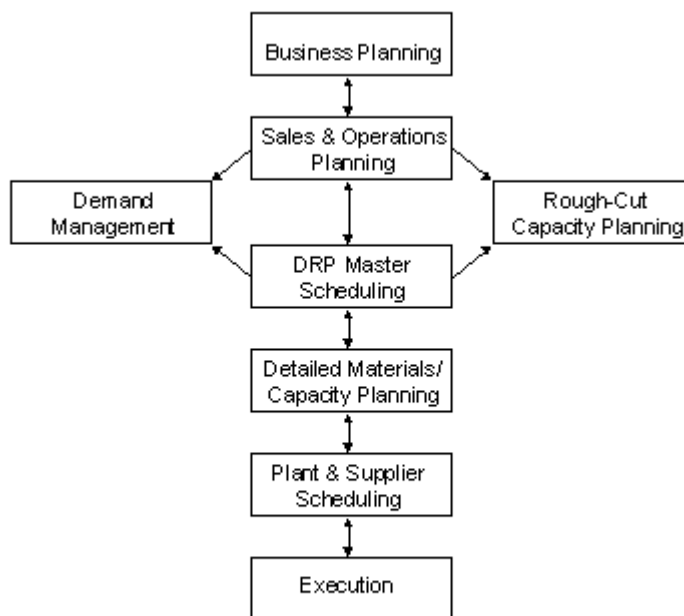 Business Planning
Sales & Operations
Planning
Demand
Management
Rough-Cut
Capacity Planning
DRP Master
Scheduling
Detailed Materials/
Capacity Planning
Plant & Supplier
Scheduling
Execution